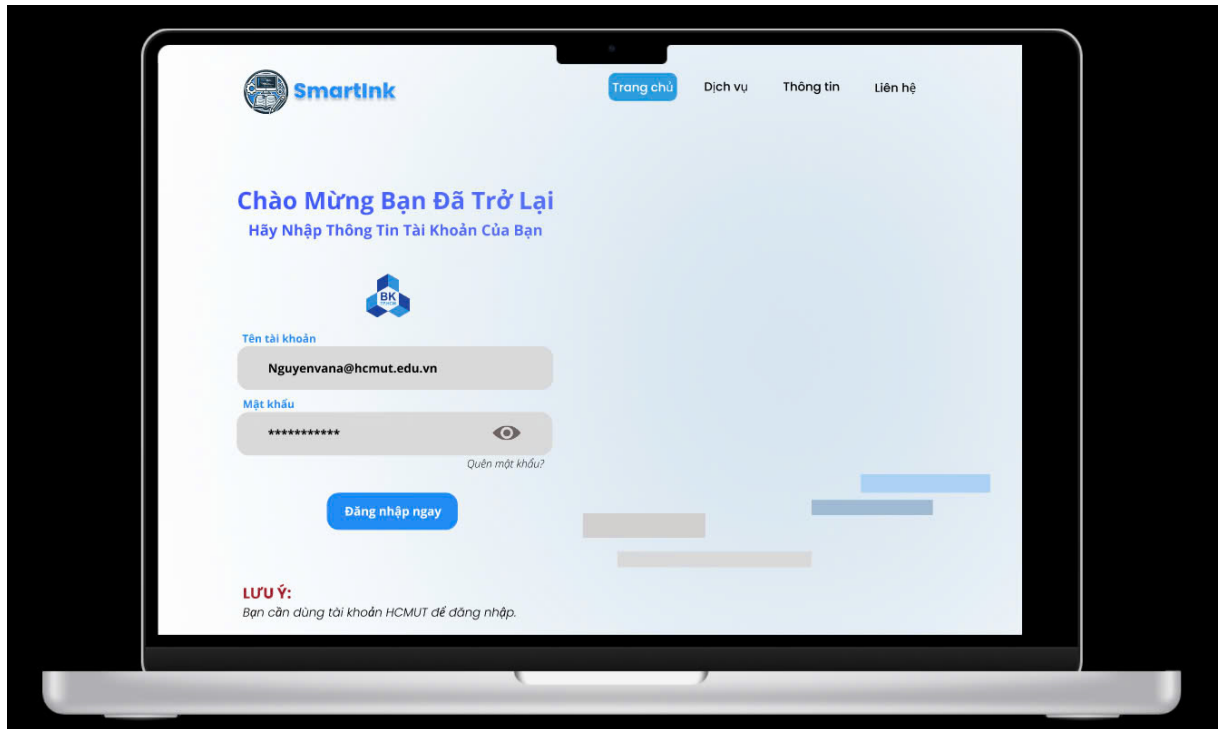 SmartInk
Trang chủ Dịch vụ Thông tin Liên hệ
Chào Mừng Bạn Đã Trở Lại
Hãy Nhập Thông Tin Tài Khoản Của Bạn
BK
Tên tài khoản
Nguyenvana@hcmut.edu.vn
Mật khẩu
***********
Quên mật khẩu?
Đăng nhập ngay
LƯU Ý:
Bạn cần dùng tài khoản HCMUT để đăng nhập.